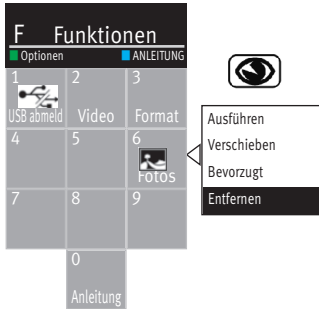 F Funktionen
Optionen ANLEITUNG
1 2 3
USB abmeld Video Format
4 5 6
Fotos
7 8 9
0
Anleitung
Ausführen
Verschieben
Bevorzugt
Entfernen